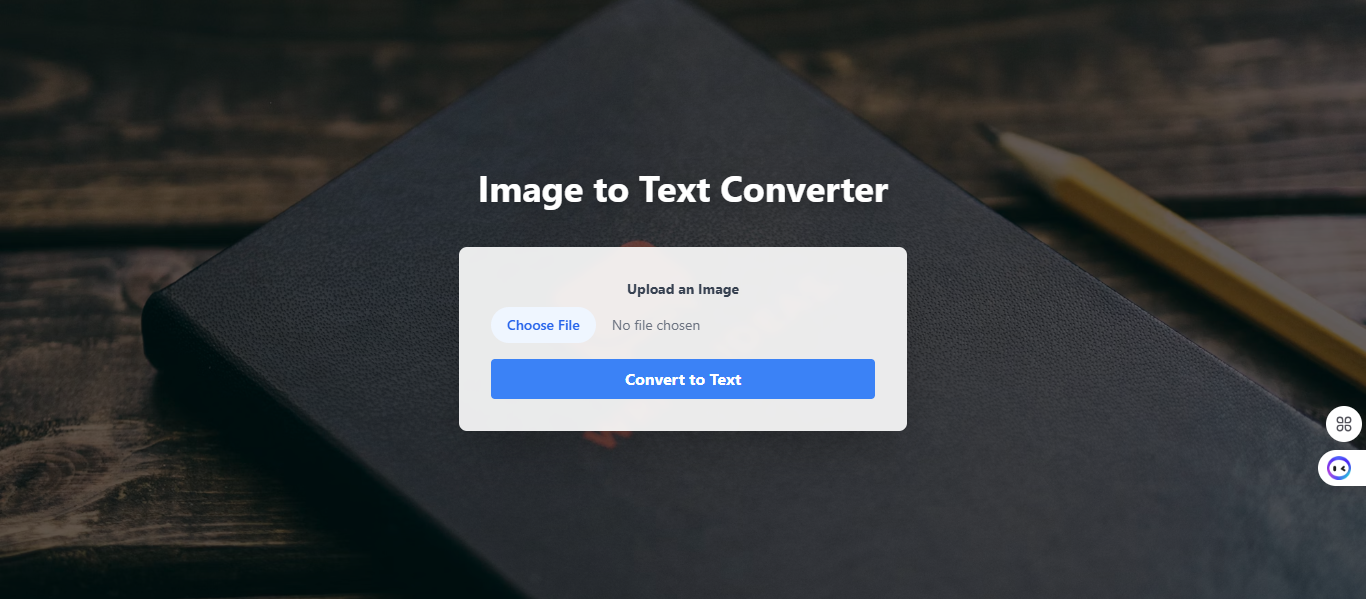 Image to Text Converter
Upload an Image
Choose File No file chosen
Convert to Text